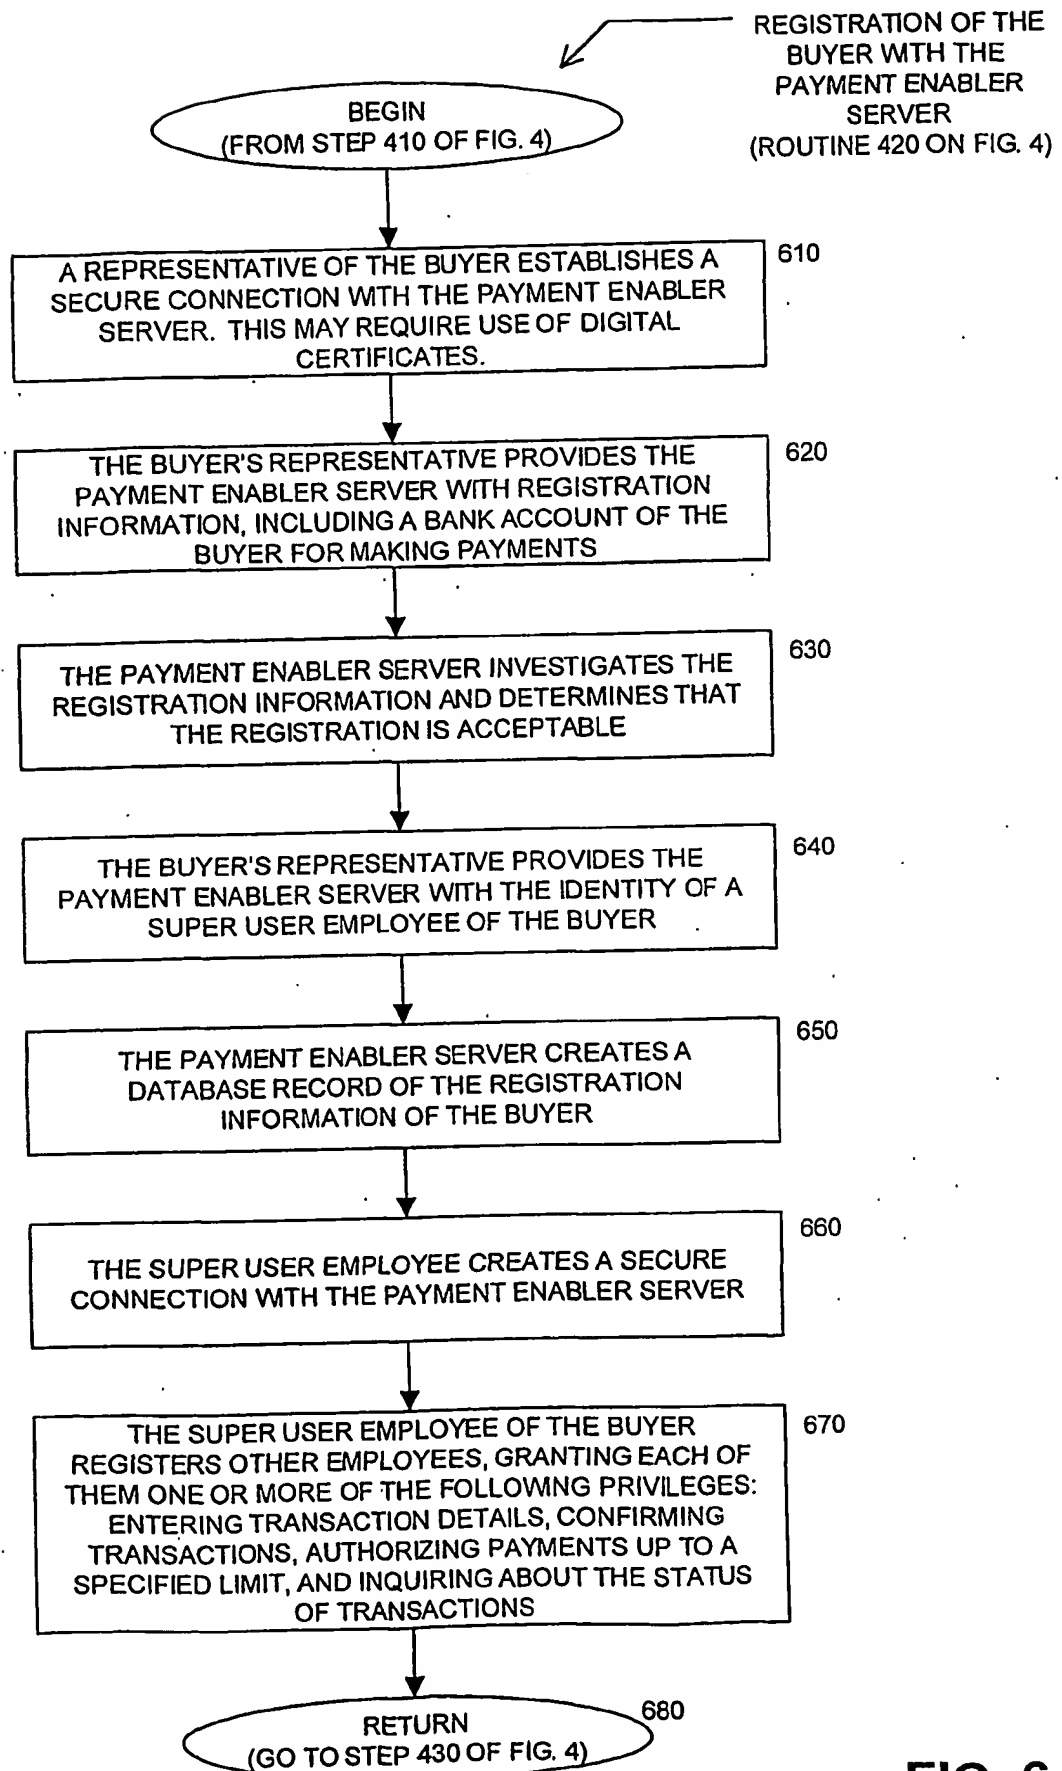 REGISTRATION OF THE
BUYER WITH THE
PAYMENT ENABLER
SERVER
(ROUTINE 420 ON FIG. 4)
BEGIN
(FROM STEP 410 OF FIG. 4)
610
A REPRESENTATIVE OF THE BUYER ESTABLISHES A
SECURE CONNECTION WITH THE PAYMENT ENABLER
SERVER. THIS MAY REQUIRE USE OF DIGITAL
CERTIFICATES.
620
THE BUYER'S REPRESENTATIVE PROVIDES THE
PAYMENT ENABLER SERVER WITH REGISTRATION
INFORMATION, INCLUDING A BANK ACCOUNT OF THE
BUYER FOR MAKING PAYMENTS
630
THE PAYMENT ENABLER SERVER INVESTIGATES THE
REGISTRATION INFORMATION AND DETERMINES THAT
THE REGISTRATION IS ACCEPTABLE
640
THE BUYER'S REPRESENTATIVE PROVIDES THE
PAYMENT ENABLER SERVER WITH THE IDENTITY OF A
SUPER USER EMPLOYEE OF THE BUYER
650
THE PAYMENT ENABLER SERVER CREATES A
DATABASE RECORD OF THE REGISTRATION
INFORMATION OF THE BUYER
660
THE SUPER USER EMPLOYEE CREATES A SECURE
CONNECTION WITH THE PAYMENT ENABLER SERVER
670
THE SUPER USER EMPLOYEE OF THE BUYER
REGISTERS OTHER EMPLOYEES, GRANTING EACH OF
THEM ONE OR MORE OF THE FOLLOWING PRIVILEGES:
ENTERING TRANSACTION DETAILS, CONFIRMING
TRANSACTIONS, AUTHORIZING PAYMENTS UP TO A
SPECIFIED LIMIT, AND INQUIRING ABOUT THE STATUS
OF TRANSACTIONS
680
RETURN
(GO TO STEP 430 OF FIG. 4)
FIG.